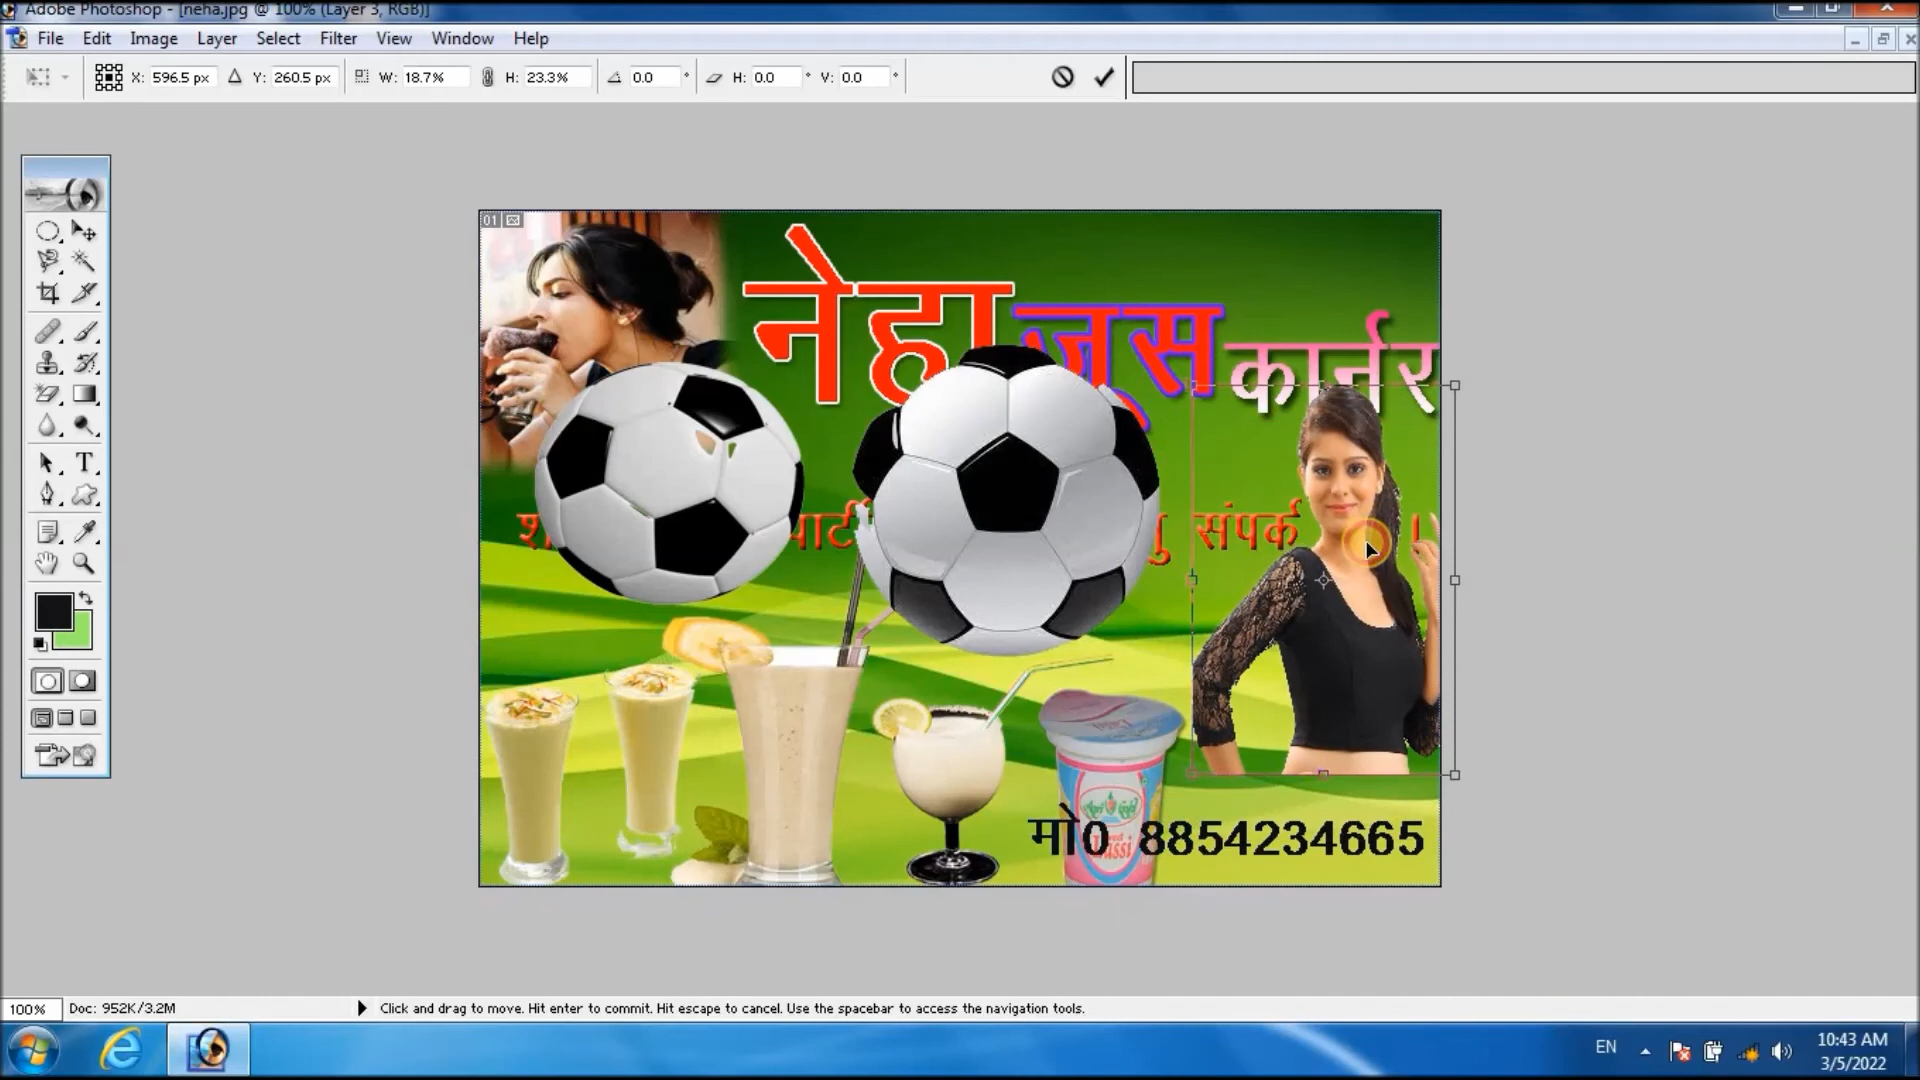 Adobe Photoshop - [neha.jpg @ 100% (Layer 3, RGB)]
File Edit Image Layer Select Filter View Window Help
X: 596.5 px Y: 260.5 px W: 18.7% H: 23.3% 0.0 ° H: 0.0 ° V: 0.0 °
01
नेहा जूस कार्नर
संपर्क
मो0 8854234665
Lassi
100% Doc: 952K/3.2M Click and drag to move. Hit enter to commit. Hit escape to cancel. Use the spacebar to access the navigation tools.
EN
10:43 AM
3/5/2022